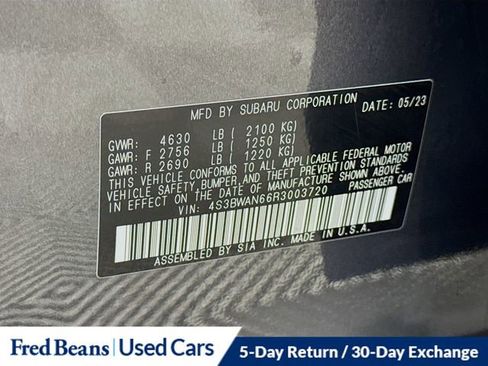 MFD BY SUBARU CORPORATION DATE: 05/23
GVWR: 4630 LB ( 2100 KG)
GAWR: F 2756 LB ( 1250 KG)
GAWR: R 2690 LB ( 1220 KG)
THIS VEHICLE CONFORMS TO ALL APPLICABLE FEDERAL MOTOR
VEHICLE SAFETY, BUMPER, AND THEFT PREVENTION STANDARDS
IN EFFECT ON THE DATE OF MANUFACTURE SHOWN ABOVE.
VIN: 4S3BWAN66R3003720 PASSENGER CAR
ASSEMBLED BY SIA INC. MADE IN U.S.A.
Fred Beans Used Cars 5-Day Return / 30-Day Exchange